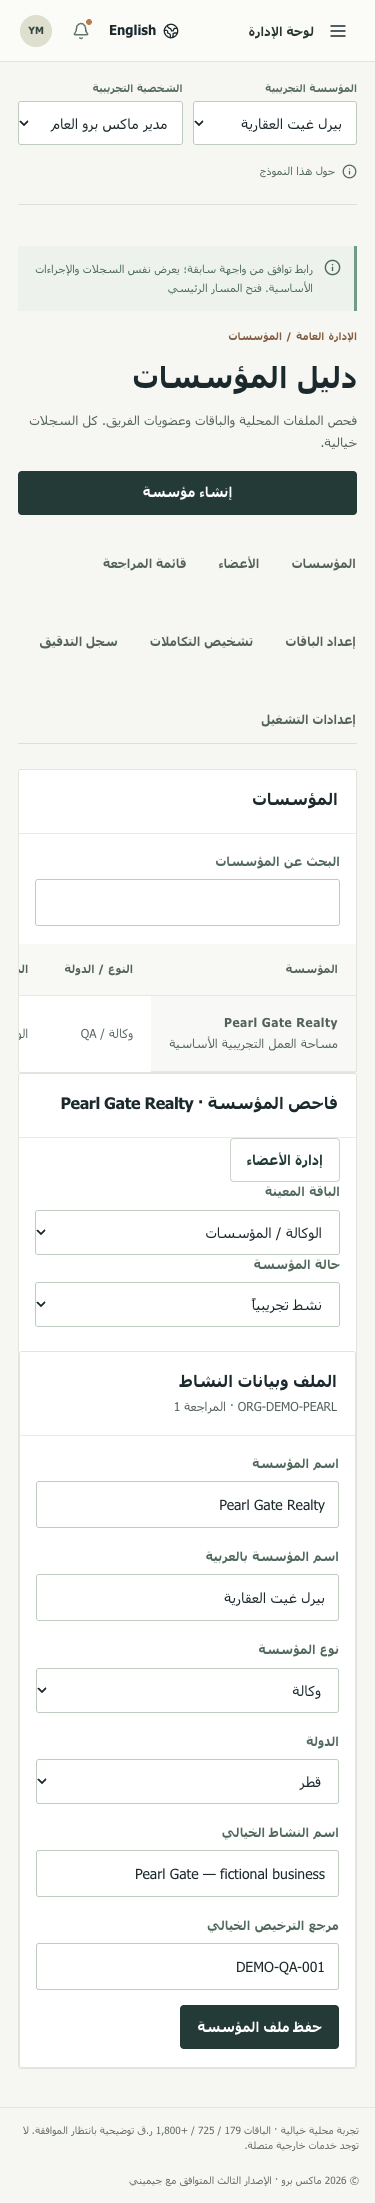 لوحة الإدارة
English
YM
المؤسسة التجريبية
الشخصية التجريبية
بيرل غيت العقارية
مدير ماكس برو العام
حول هذا النموذج
رابط توافق من واجهة سابقة؛ يعرض نفس السجلات والإجراءات
الأساسية. فتح المسار الرئيسي
الإدارة العامة / المؤسسات
دليل المؤسسات
فحص الملفات المحلية والباقات وعضويات الفريق. كل السجلات
خيالية.
إنشاء مؤسسة
المؤسسات
الأعضاء
قائمة المراجعة
إعداد الباقات
تشخيص التكاملات
سجل التدقيق
إعدادات التشغيل
المؤسسات
البحث عن المؤسسات
المؤسسة
النوع / الدولة
Pearl Gate Realty
مساحة العمل التجريبية الأساسية
وكالة / QA
فاحص المؤسسة · Pearl Gate Realty
إدارة الأعضاء
الباقة المعينة
الوكالة / المؤسسات
حالة المؤسسة
نشط تجريبياً
الملف وبيانات النشاط
ORG-DEMO-PEARL · المراجعة 1
اسم المؤسسة
Pearl Gate Realty
اسم المؤسسة بالعربية
بيرل غيت العقارية
نوع المؤسسة
وكالة
الدولة
قطر
اسم النشاط الخيالي
Pearl Gate — fictional business
مرجع الترخيص الخيالي
DEMO-QA-001
حفظ ملف المؤسسة
تجربة محلية خيالية · الباقات 179 / 725 / +1,800 ر.ق توضيحية بانتظار الموافقة. لا
توجد خدمات خارجية متصلة.
© 2026 ماكس برو · الإصدار الثالث المتوافق مع جيميني